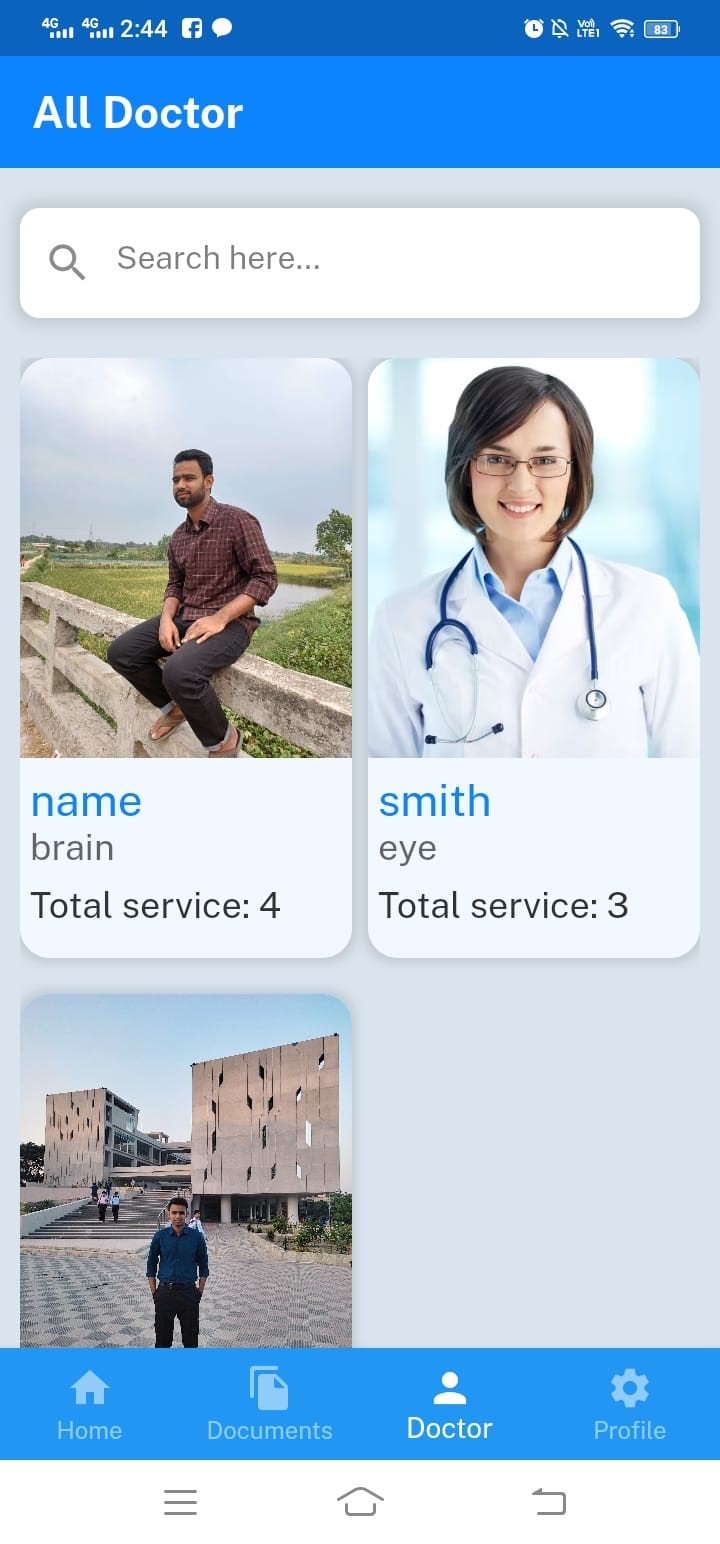 4G 4G 2:44 Vo) LTE1 83
All Doctor
Search here...
name
brain
Total service: 4
smith
eye
Total service: 3
Home Documents Doctor Profile